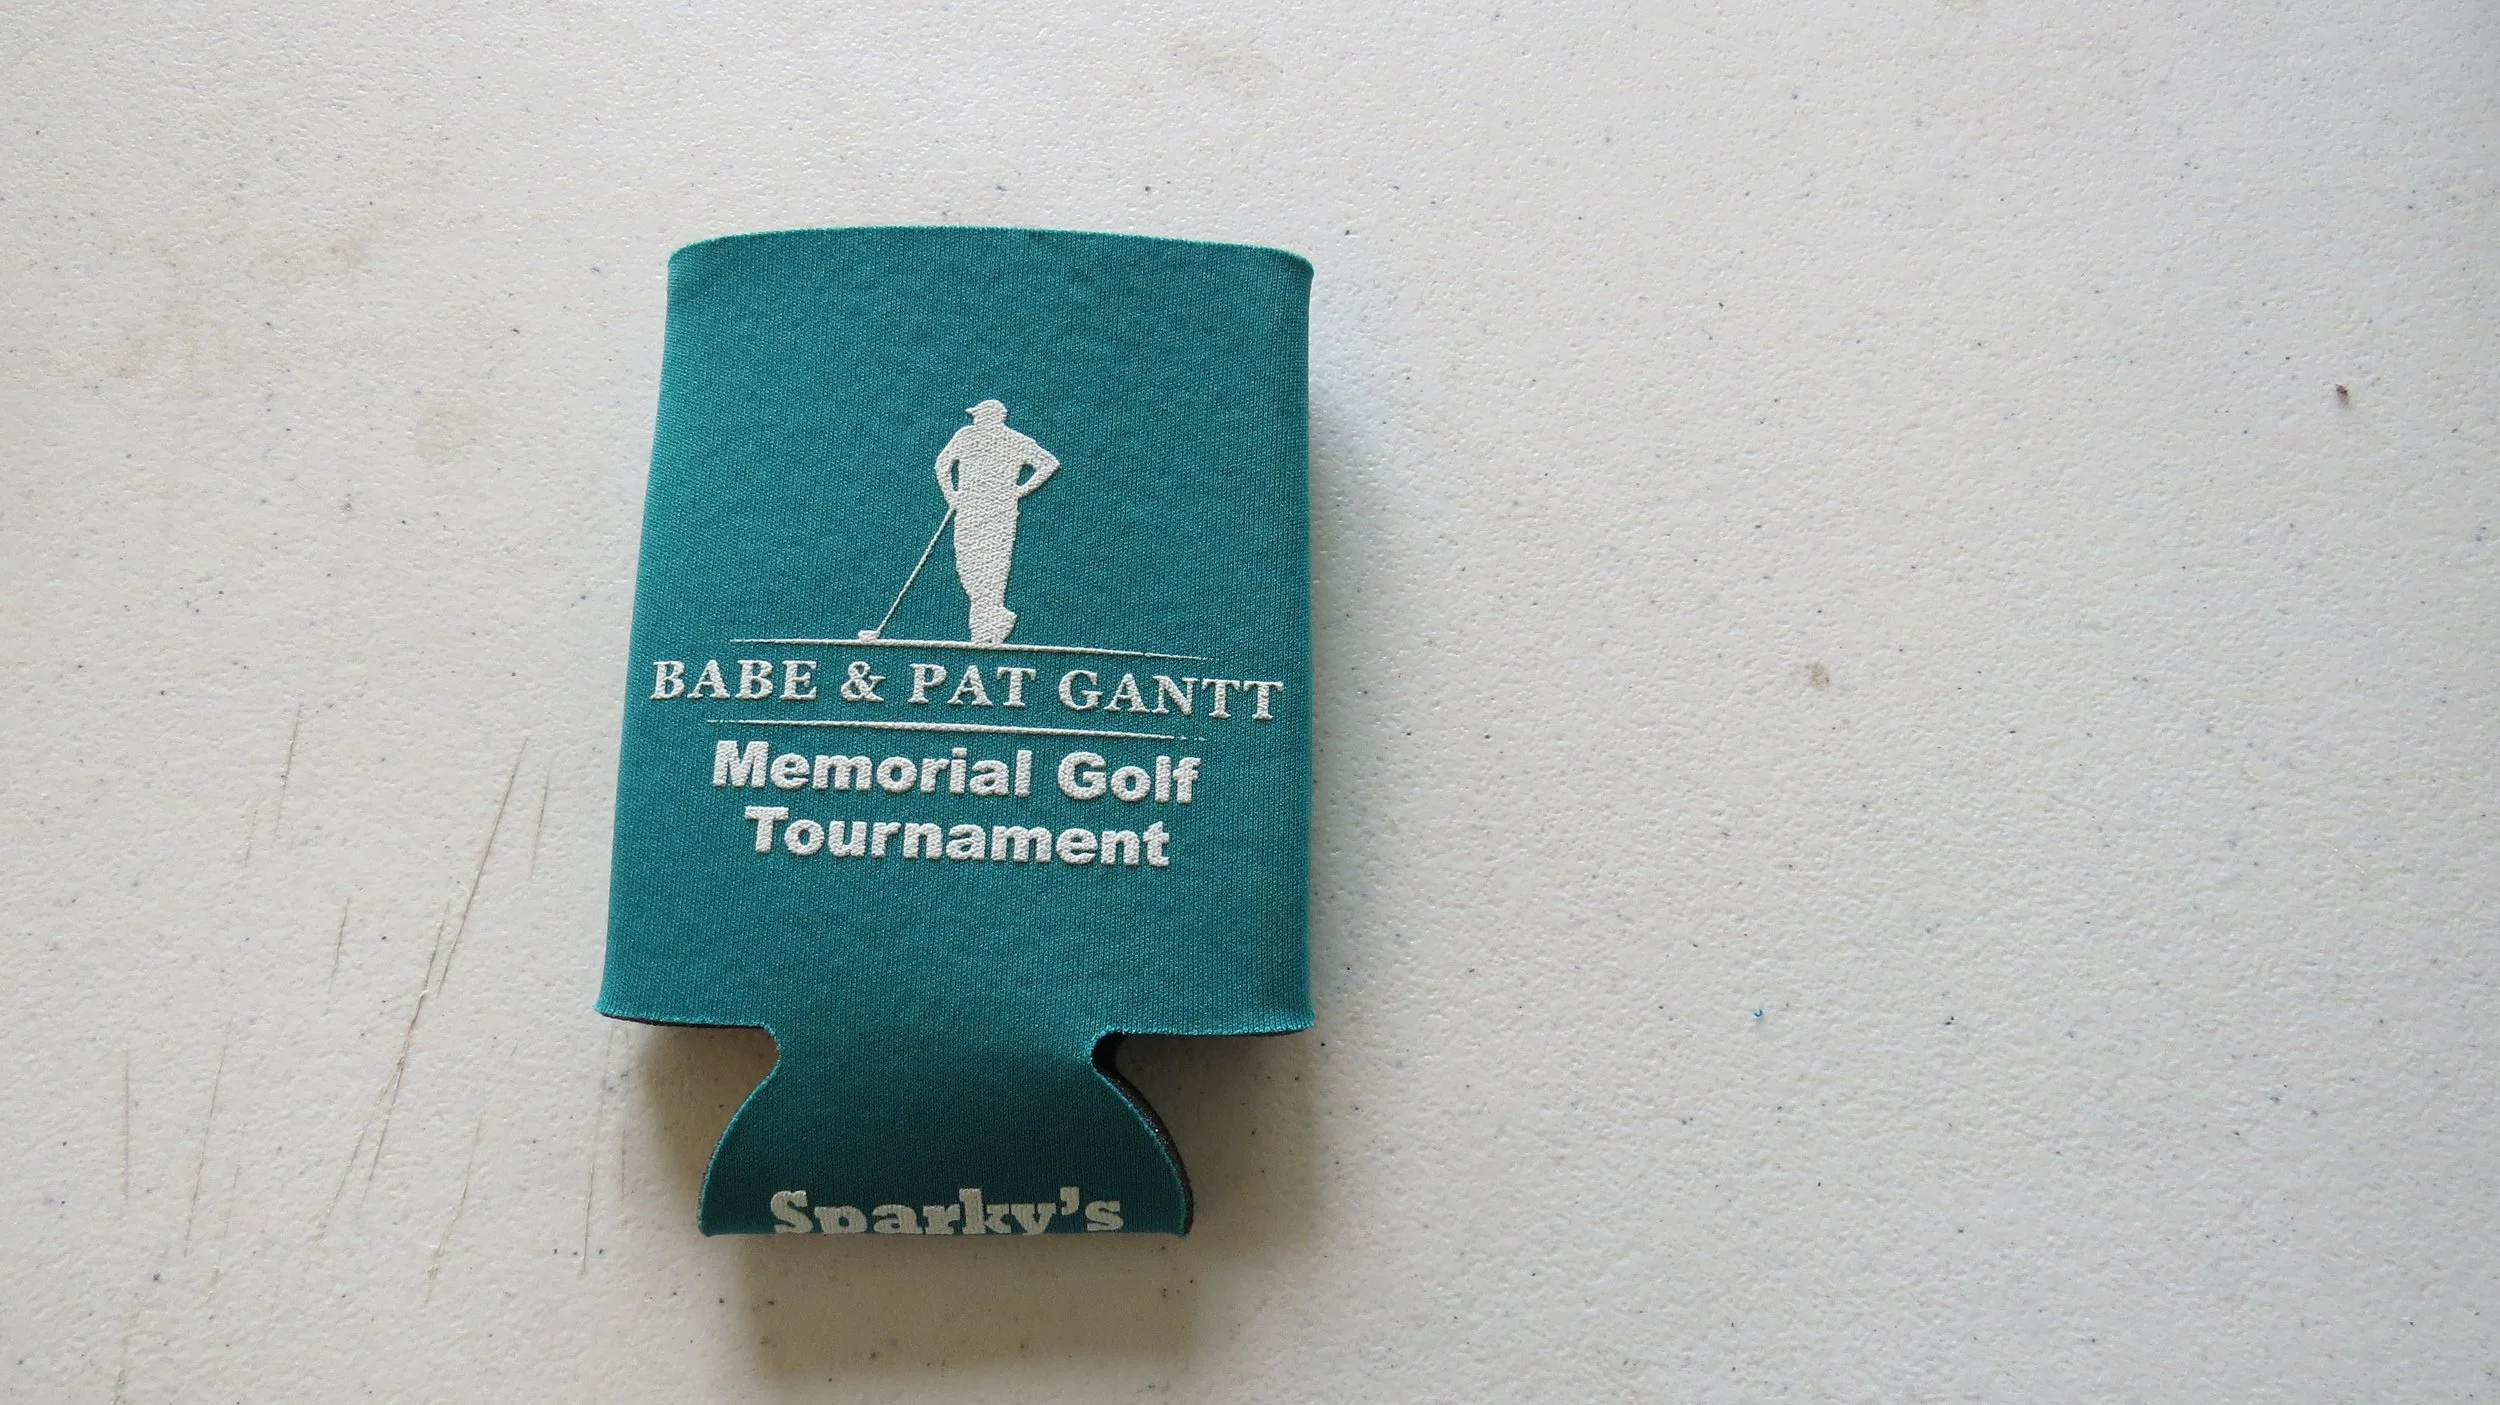 BABE & PAT GANTT
Memorial Golf
Tournament
Sparky's